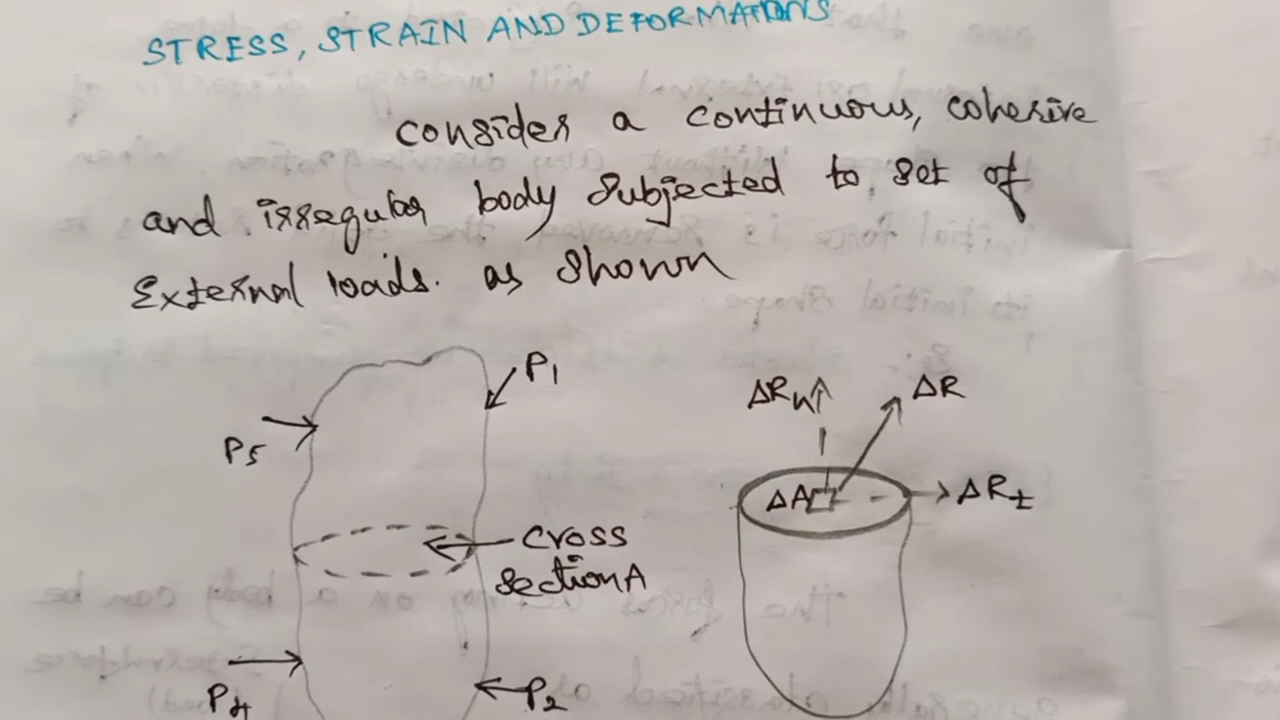 STRESS, STRAIN AND DEFORMATIONS
consider a continuous, cohesive
and irregular body subjected to set of
External loads. as shown
P1
P5
ΔRn
ΔR
ΔA
ΔRt
cross
section A
P4
P2